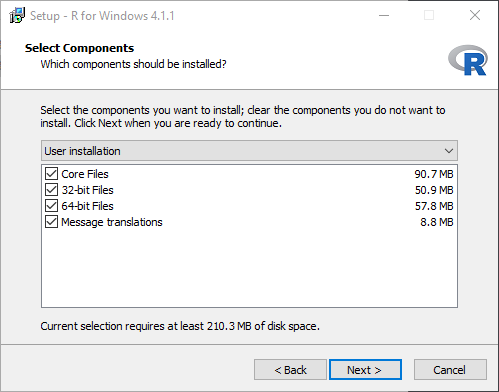 Setup - R for Windows 4.1.1
Select Components
Which components should be installed?
R
Select the components you want to install; clear the components you do not want to
install. Click Next when you are ready to continue.
User installation
Core Files 90.7 MB
32-bit Files 50.9 MB
64-bit Files 57.8 MB
Message translations 8.8 MB
Current selection requires at least 210.3 MB of disk space.
< Back Next > Cancel